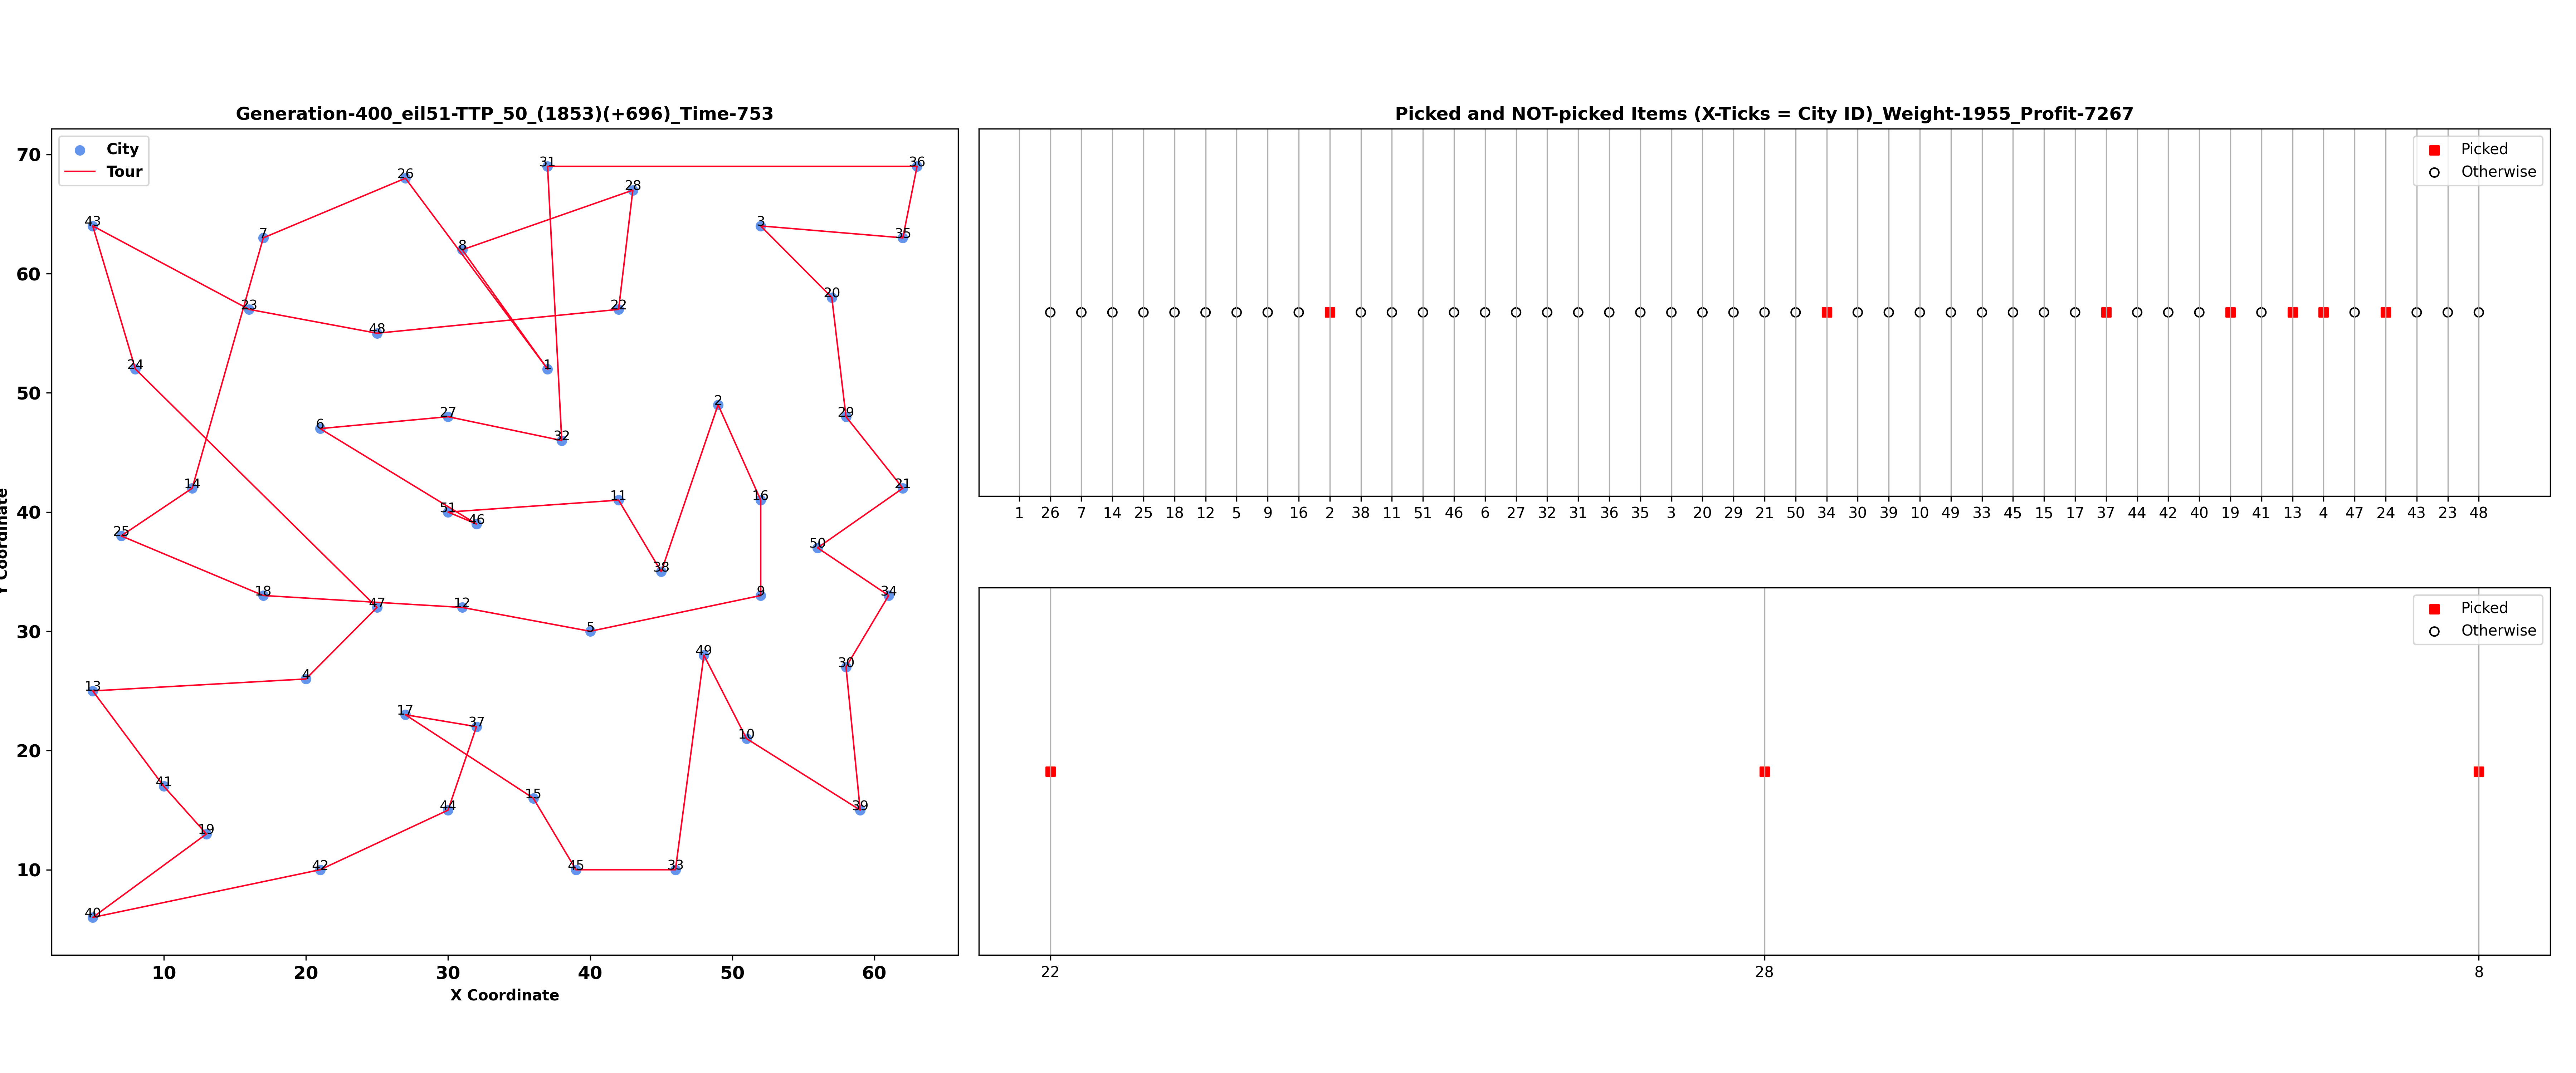 Generation-400_eil51-TTP_50_(1853)(+696)_Time-753
City
Tour
Y Coordinate
70
60
50
40
30
20
10
10 20 30 40 50 60
X Coordinate
31 36
26
28
43 3
7 35
8
20
23 22
48
24 1
2
27 29
6 32
14 21
11 16
51 46
25 50
38
18 9 34
47 12
5
49
4 30
13
17 37
10
41
15
44 39
19
42 45 33
40
Picked and NOT-picked Items (X-Ticks = City ID)_Weight-1955_Profit-7267
Picked
Otherwise
1 26 7 14 25 18 12 5 9 16 2 38 11 51 46 6 27 32 31 36 35 3 20 29 21 50 34 30 39 10 49 33 45 15 17 37 44 42 40 19 41 13 4 47 24 43 23 48
Picked
Otherwise
22 28 8